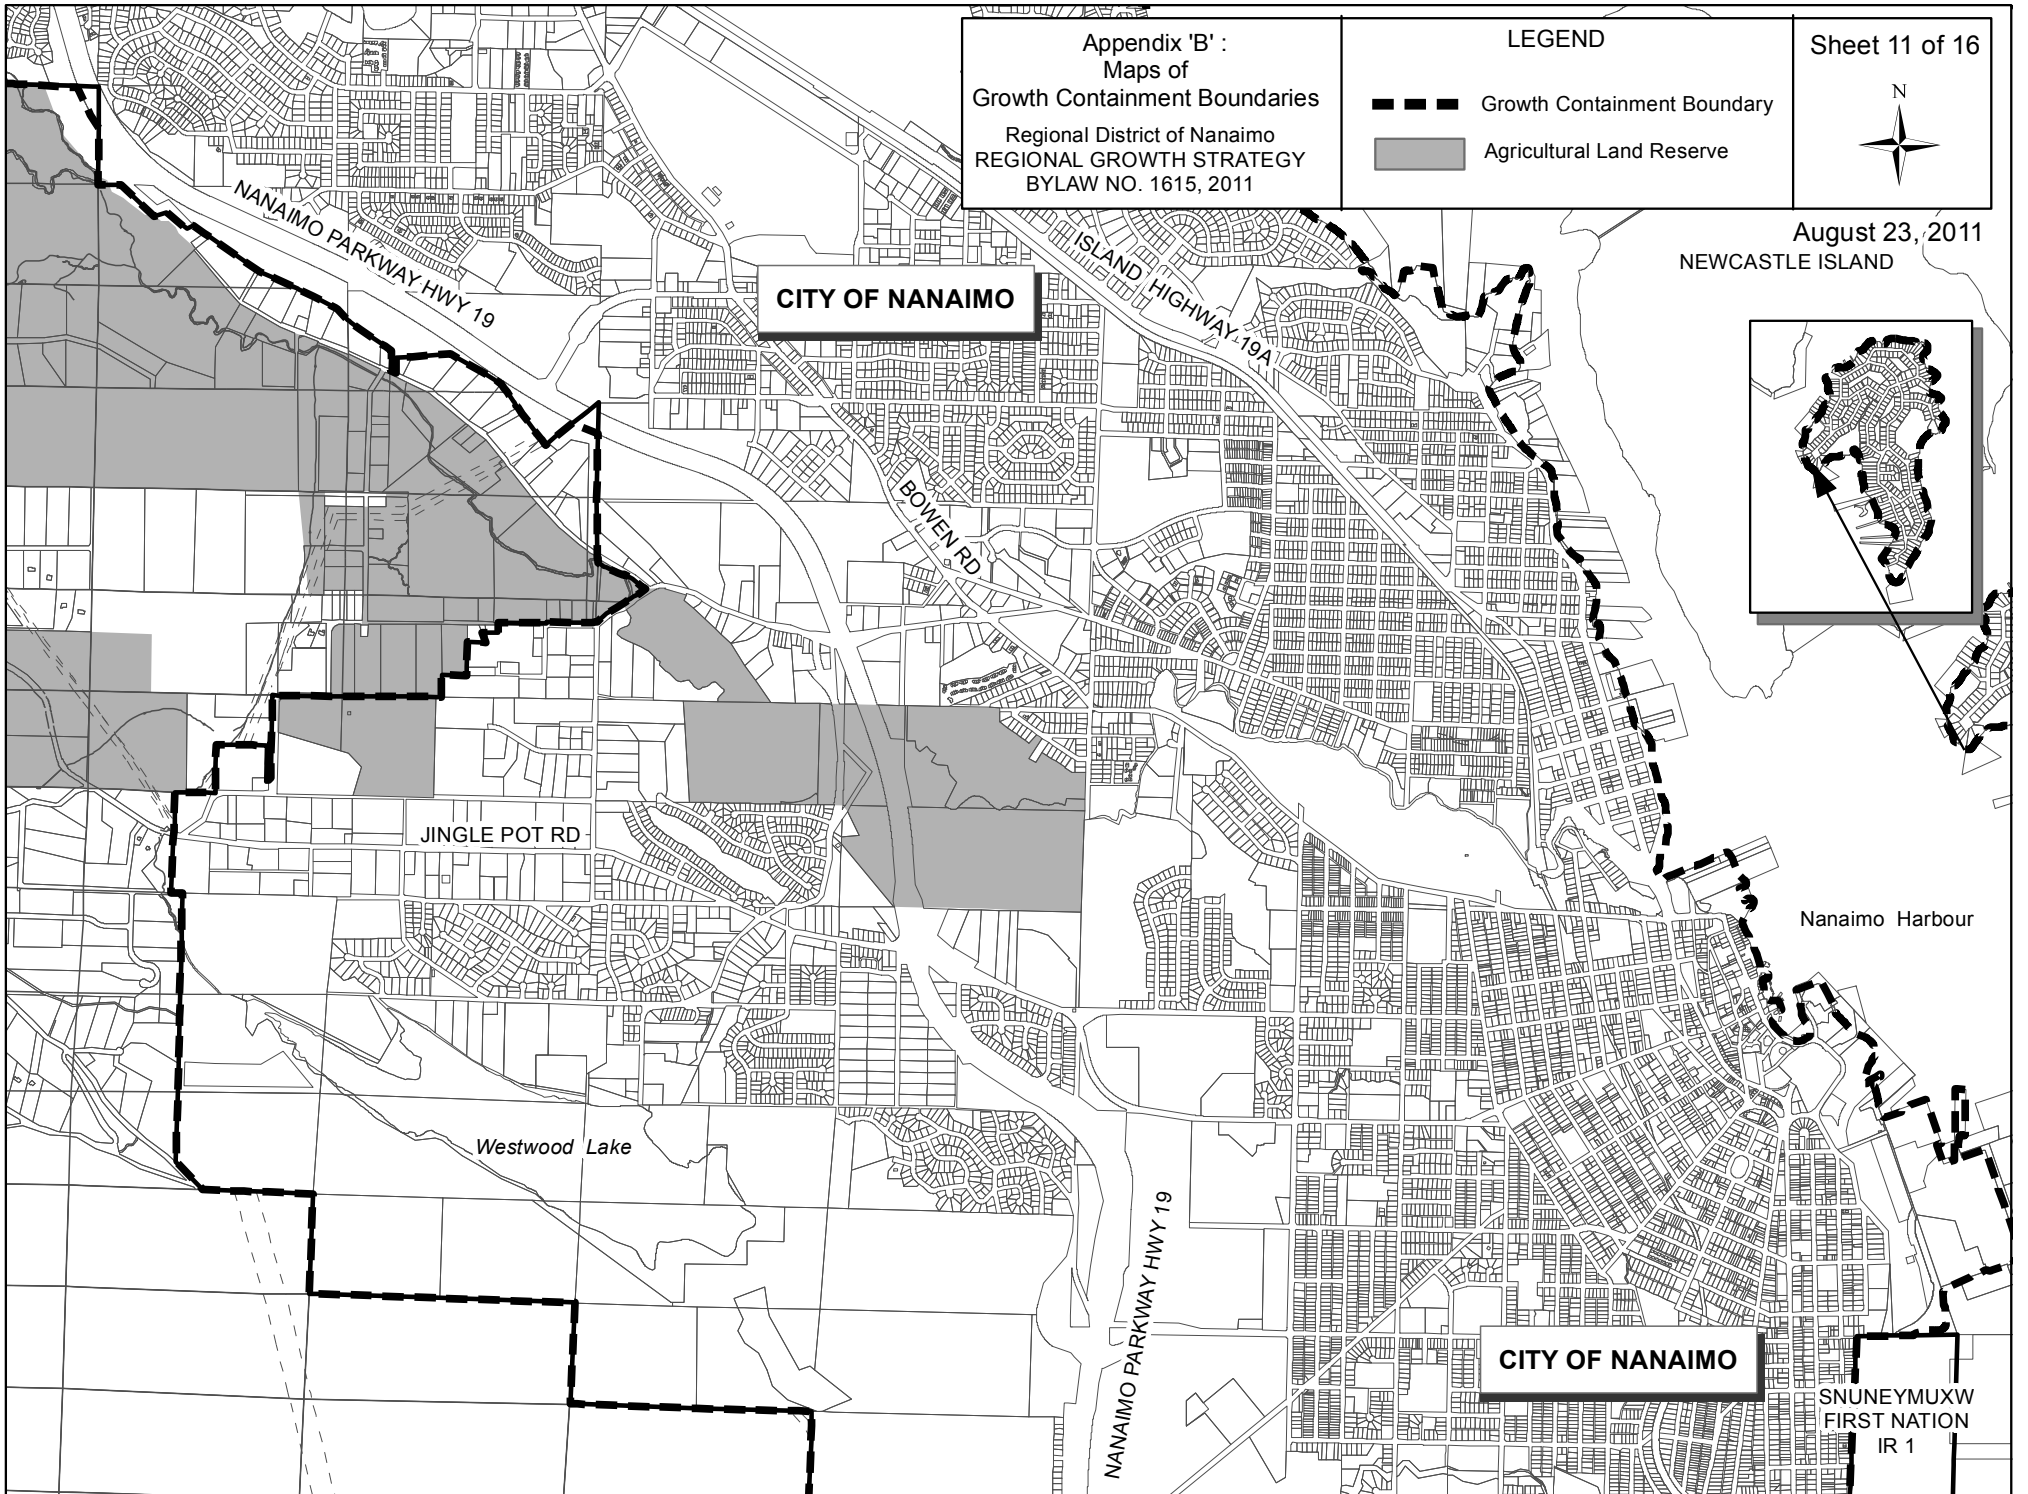 Appendix 'B' :
Maps of
Growth Containment Boundaries
Regional District of Nanaimo
REGIONAL GROWTH STRATEGY
BYLAW NO. 1615, 2011
LEGEND
Growth Containment Boundary
Agricultural Land Reserve
Sheet 11 of 16
N
August 23, 2011
NEWCASTLE ISLAND
NANAIMO PARKWAY HWY 19
CITY OF NANAIMO
ISLAND HIGHWAY 19A
BOWEN RD
JINGLE POT RD
Nanaimo Harbour
Westwood Lake
NANAIMO PARKWAY HWY 19
CITY OF NANAIMO
SNUNEYMUXW
FIRST NATION
IR 1